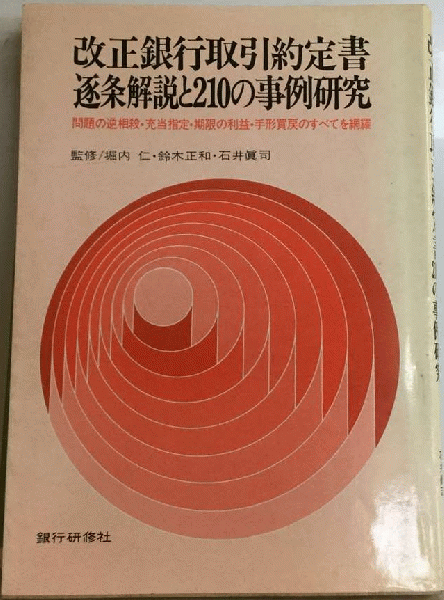 改正銀行取引約定書
逐条解説と210の事例研究
問題の逆相殺・充当指定・期限の利益・手形買戻のすべてを網羅
監修/堀内 仁・鈴木正和・石井眞司
銀行研修社